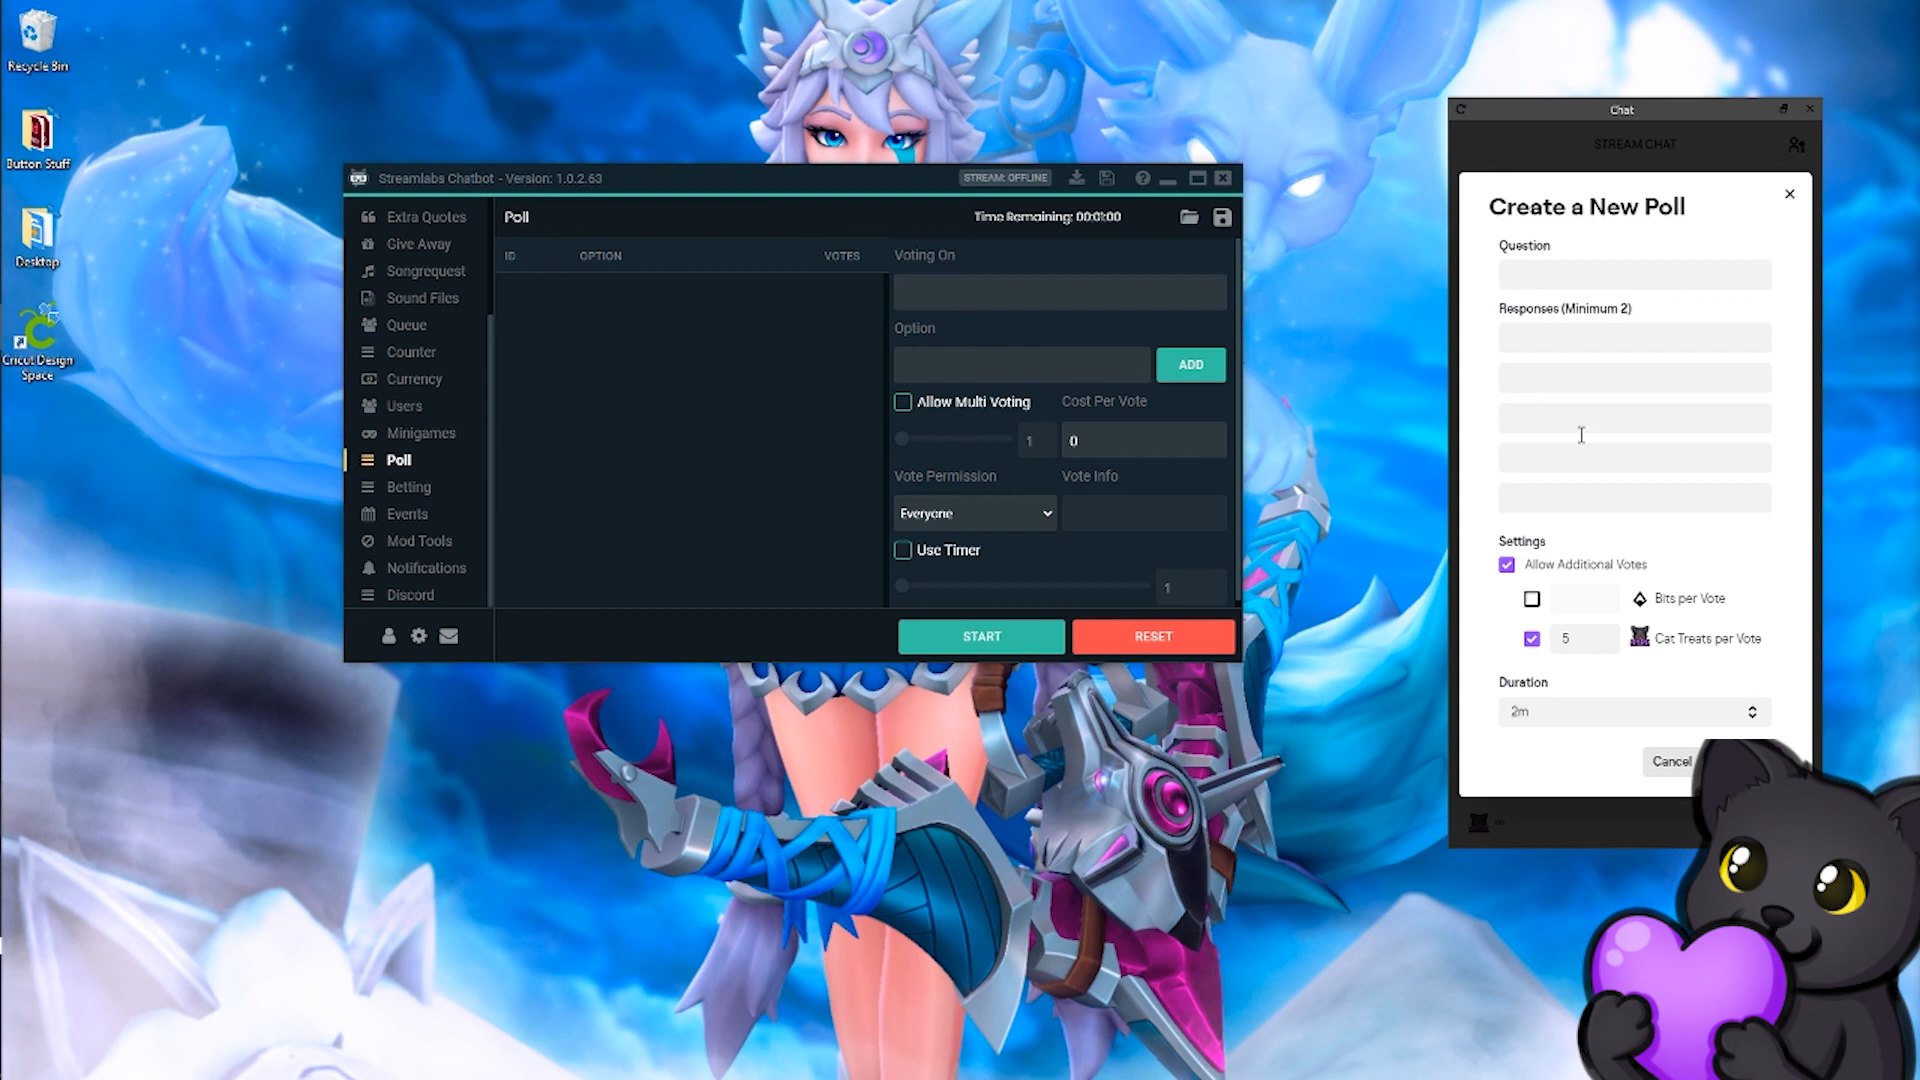 Recycle Bin
Button Stuff
Desktop
Cricut Design
Space
Streamlabs Chatbot - Version: 1.0.2.63
STREAM: OFFLINE
Extra Quotes
Give Away
Songrequest
Sound Files
Queue
Counter
Currency
Users
Minigames
Poll
Betting
Events
Mod Tools
Notifications
Discord
Poll
Time Remaining: 00:01:00
ID OPTION VOTES
Voting On
Option
ADD
Allow Multi Voting Cost Per Vote
1 0
Vote Permission Vote Info
Everyone
Use Timer
1
START RESET
Chat
STREAM CHAT
Create a New Poll
Question
Responses (Minimum 2)
Settings
Allow Additional Votes
Bits per Vote
5 Cat Treats per Vote
Duration
2m
Cancel